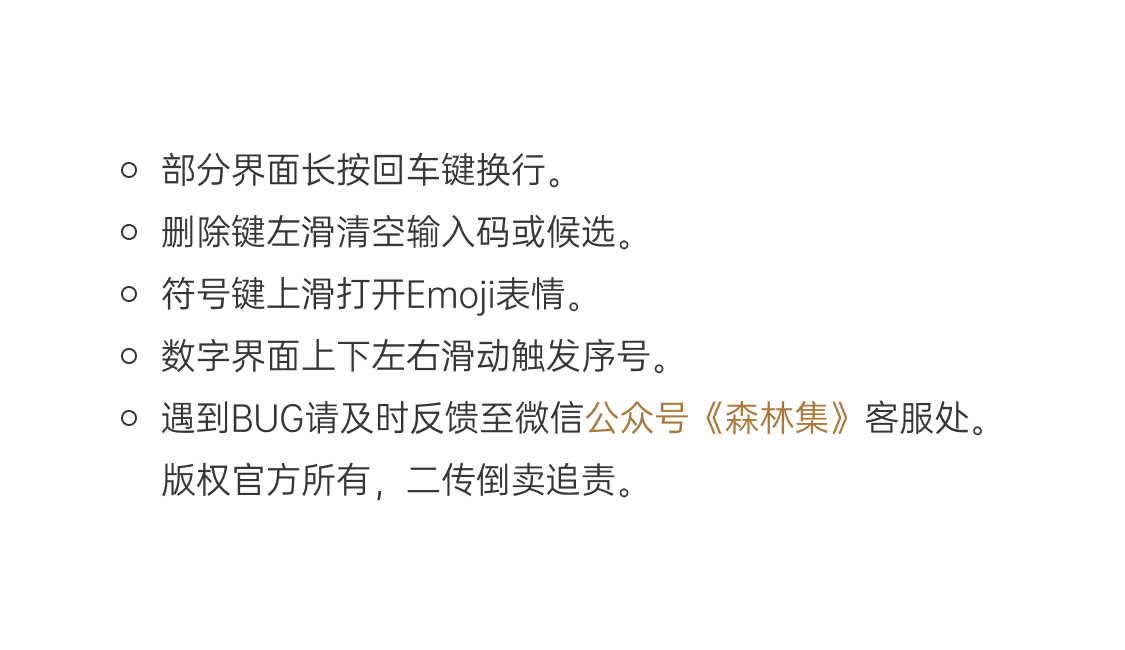 部分界面长按回车键换行。
删除键左滑清空输入码或候选。
符号键上滑打开Emoji表情。
数字界面上下左右滑动触发序号。
遇到BUG请及时反馈至微信公众号《森林集》客服处。
版权官方所有，二传倒卖追责。